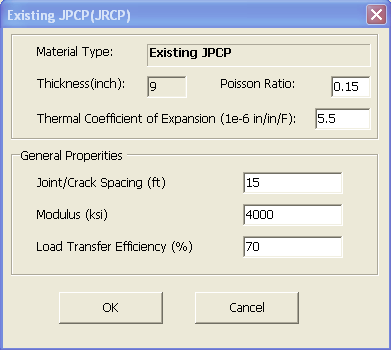 Existing JPCP(JRCP)
Material Type: Existing JPCP
Thickness(inch): 9 Poisson Ratio: 0.15
Thermal Coefficient of Expansion (1e-6 in/in/F): 5.5
General Properities
Joint/Crack Spacing (ft) 15
Modulus (ksi) 4000
Load Transfer Efficiency (%) 70
OK Cancel